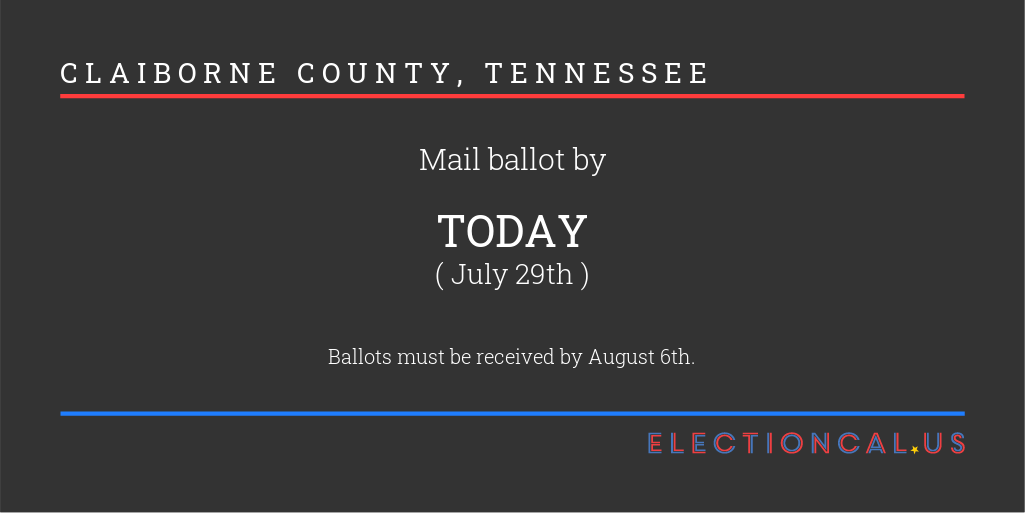 CLAIBORNE COUNTY, TENNESSEE
Mail ballot by
TODAY
( July 29th )
Ballots must be received by August 6th.
ELECTIONCAL.US